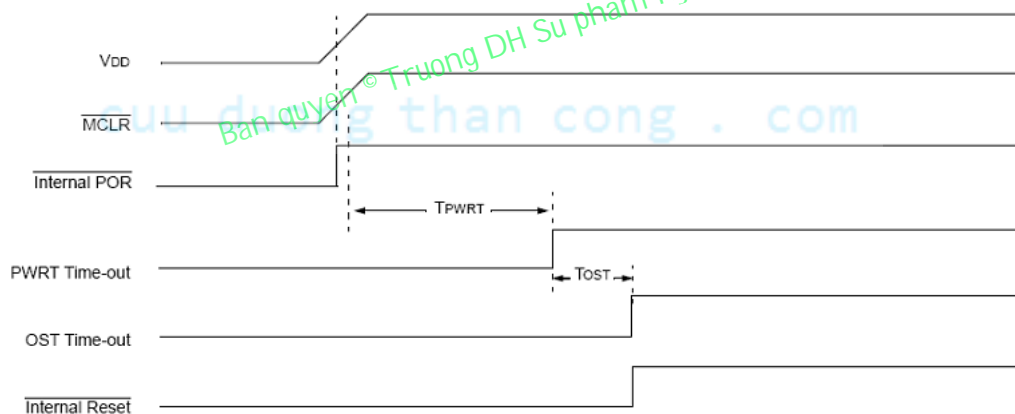 VDD
MCLR
Ban quyen © Truong DH Su pham
cuu duong than cong . com
Internal POR
TPWRT
PWRT Time-out
TOST
OST Time-out
Internal Reset